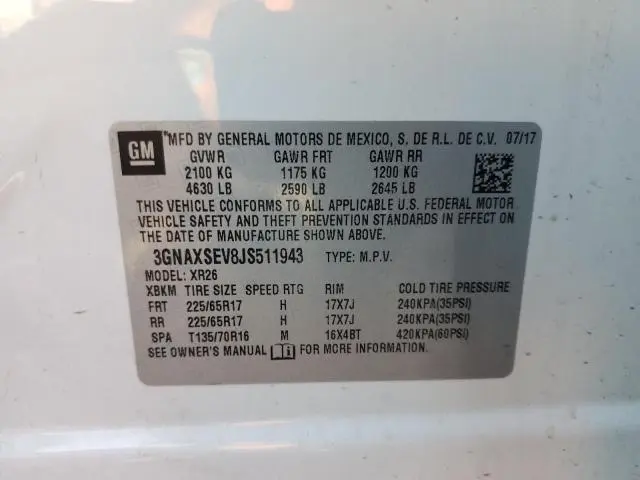 GM
MFD BY GENERAL MOTORS DE MEXICO, S. DE R.L. DE C.V. 07/17
GVWR GAWR FRT GAWR RR
2100 KG 1175 KG 1200 KG
4630 LB 2590 LB 2645 LB
THIS VEHICLE CONFORMS TO ALL APPLICABLE U.S. FEDERAL MOTOR
VEHICLE SAFETY AND THEFT PREVENTION STANDARDS IN EFFECT ON THE
DATE OF MANUFACTURE SHOWN ABOVE.
3GNAXSEV8JS511943 TYPE: M.P.V.
MODEL: XR26
XBKM TIRE SIZE SPEED RTG RIM COLD TIRE PRESSURE
FRT 225/65R17 H 17X7J 240KPA(35PSI)
RR 225/65R17 H 17X7J 240KPA(35PSI)
SPA T135/70R16 M 16X4BT 420KPA(60PSI)
SEE OWNER'S MANUAL FOR MORE INFORMATION.